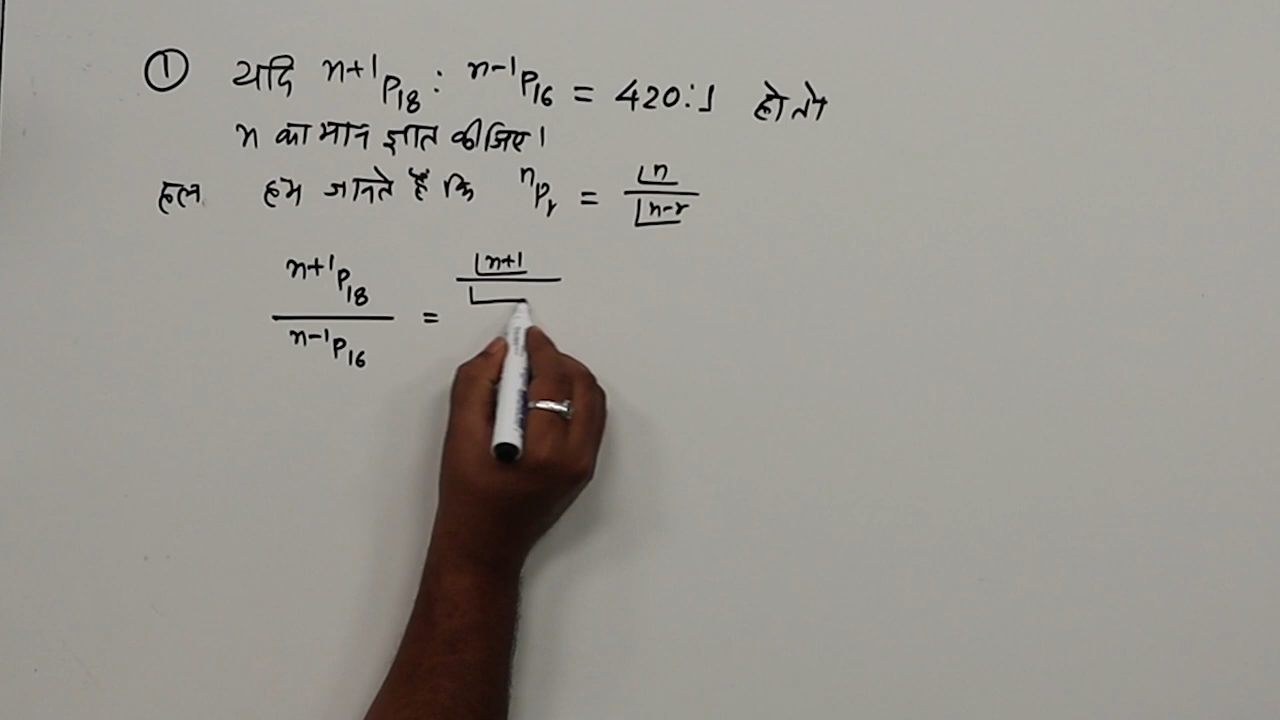 ① यदि ⁿ⁺¹P₁₈ : ⁿ⁻¹P₁₆ = 420:1 हो तो
n का मान ज्ञात कीजिए।
हल हम जानते हैं कि ⁿPᵣ = ⌊n / ⌊n-r
ⁿ⁺¹P₁₈ / ⁿ⁻¹P₁₆ = ⌊n+1 / ⌊